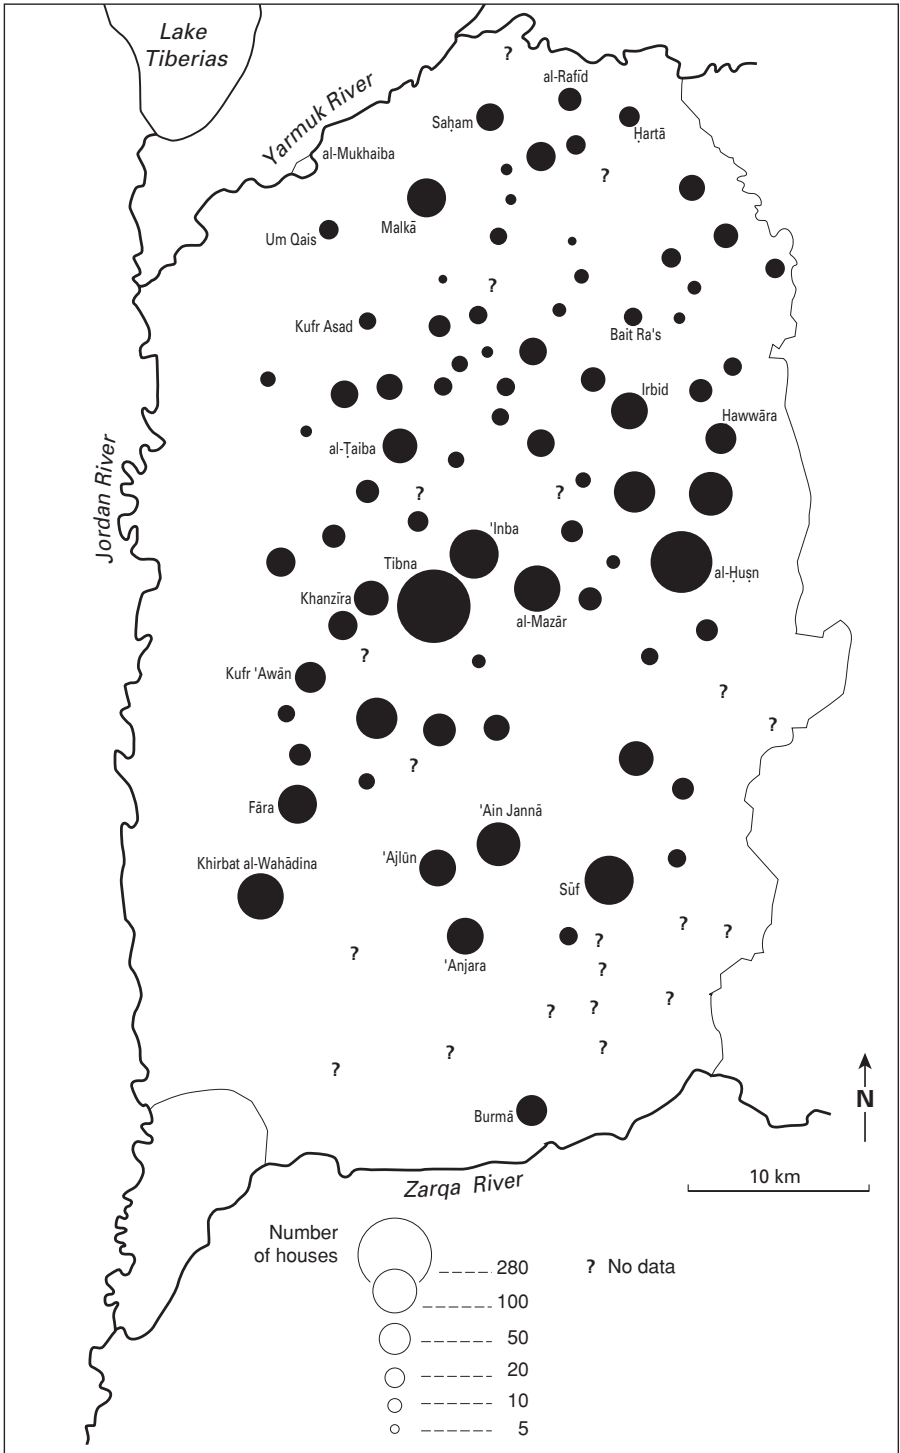 Lake
Tiberias
?
al-Rafīd
Yarmuk River
Saḥam
Ḥartā
al-Mukhaiba
?
Malkā
Um Qais
?
Kufr Asad
Bait Ra's
Irbid
Hawwāra
Jordan River
al-Ṭaiba
?
?
'Inba
Tibna
al-Ḥuṣn
Khanzīra
al-Mazār
?
Kufr 'Awān
?
?
?
Fāra
'Ain Jannā
'Ajlūn
Khirbat al-Wahādina
Sūf
?
?
?
?
'Anjara
?
?
?
?
?
?
?
?
N
Burmā
10 km
Zarqa River
Number
of houses
280
? No data
100
50
20
10
5